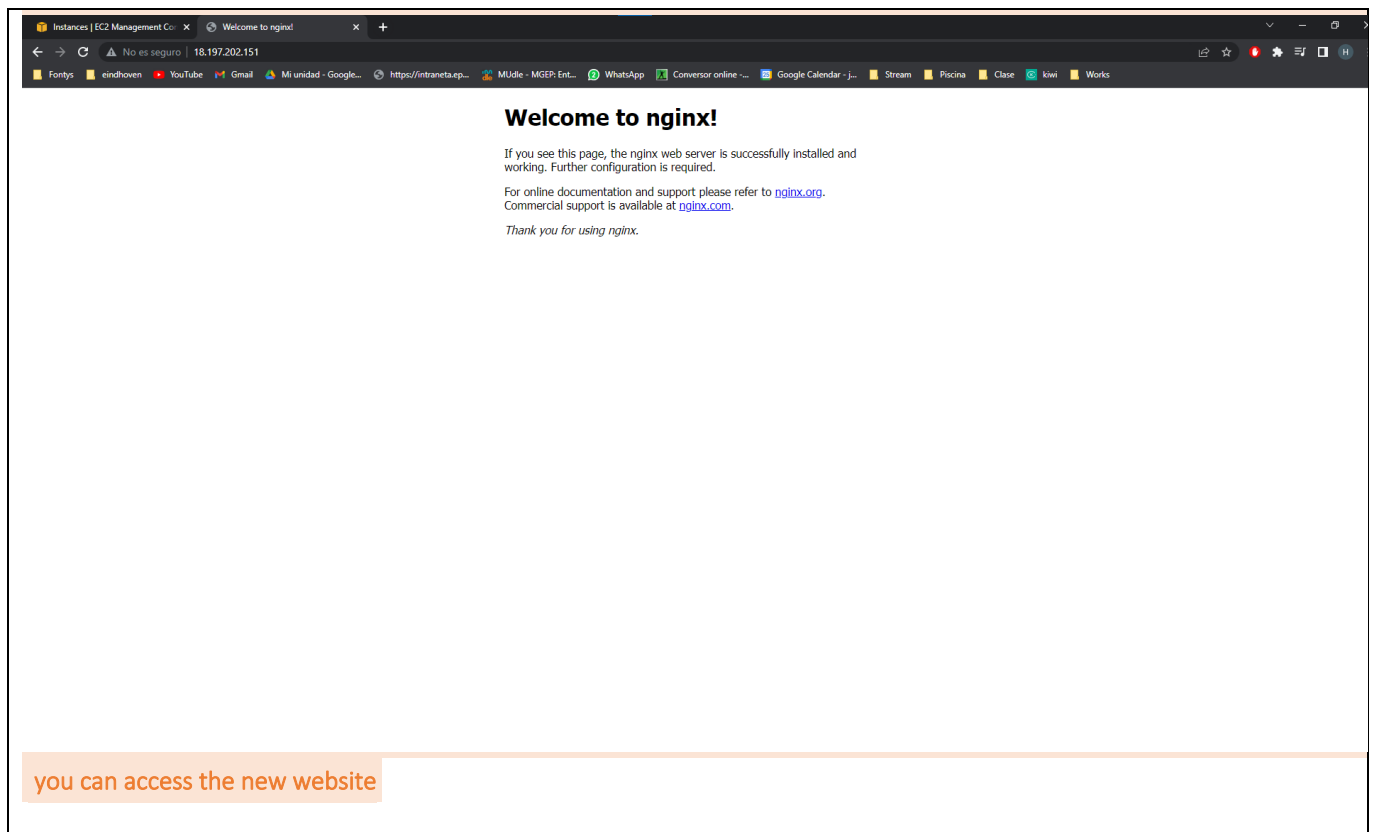 Instances | EC2 Management Con
Welcome to nginx!
No es seguro | 18.197.202.151
Fontys eindhoven YouTube Gmail Mi unidad - Google... https://intraneta.ep... MUdle - MGEP: Ent... WhatsApp Conversor online -... Google Calendar - j... Stream Piscina Clase kiwi Works
Welcome to nginx!
If you see this page, the nginx web server is successfully installed and
working. Further configuration is required.
For online documentation and support please refer to nginx.org.
Commercial support is available at nginx.com.
Thank you for using nginx.
you can access the new website